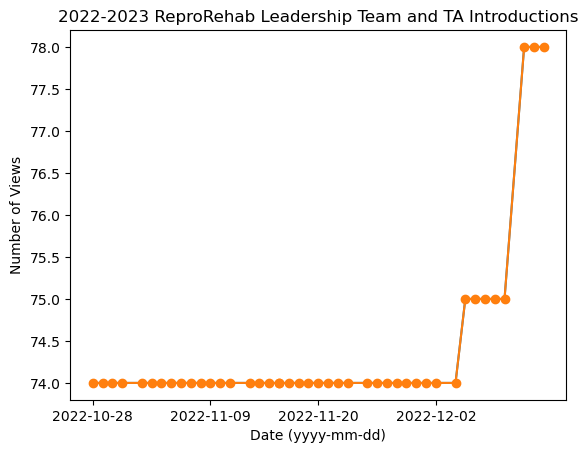 2022-2023 ReproRehab Leadership Team and TA Introductions
78.0
77.5
77.0
76.5
76.0
75.5
75.0
74.5
74.0
Number of Views
2022-10-28 2022-11-09 2022-11-20 2022-12-02
Date (yyyy-mm-dd)